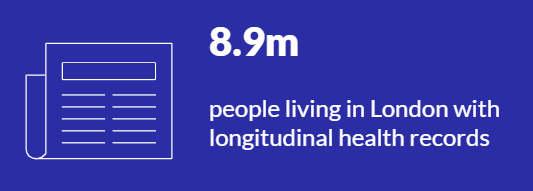 8.9m
people living in London with
longitudinal health records